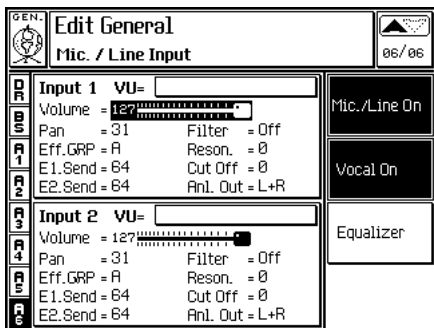 GEN.
Edit General
Mic. / Line Input
06/06
DR
BS
A1
A2
A3
A4
A5
A6
Input 1 VU=
Volume = 127
Pan = 31 Filter = Off
Eff.GRP = A Reson. = 0
E1.Send = 64 Cut Off = 0
E2.Send = 64 Anl. Out = L+R
Input 2 VU=
Volume = 127
Pan = 31 Filter = Off
Eff.GRP = A Reson. = 0
E1.Send = 64 Cut Off = 0
E2.Send = 64 Anl. Out = L+R
Mic./Line On
Vocal On
Equalizer